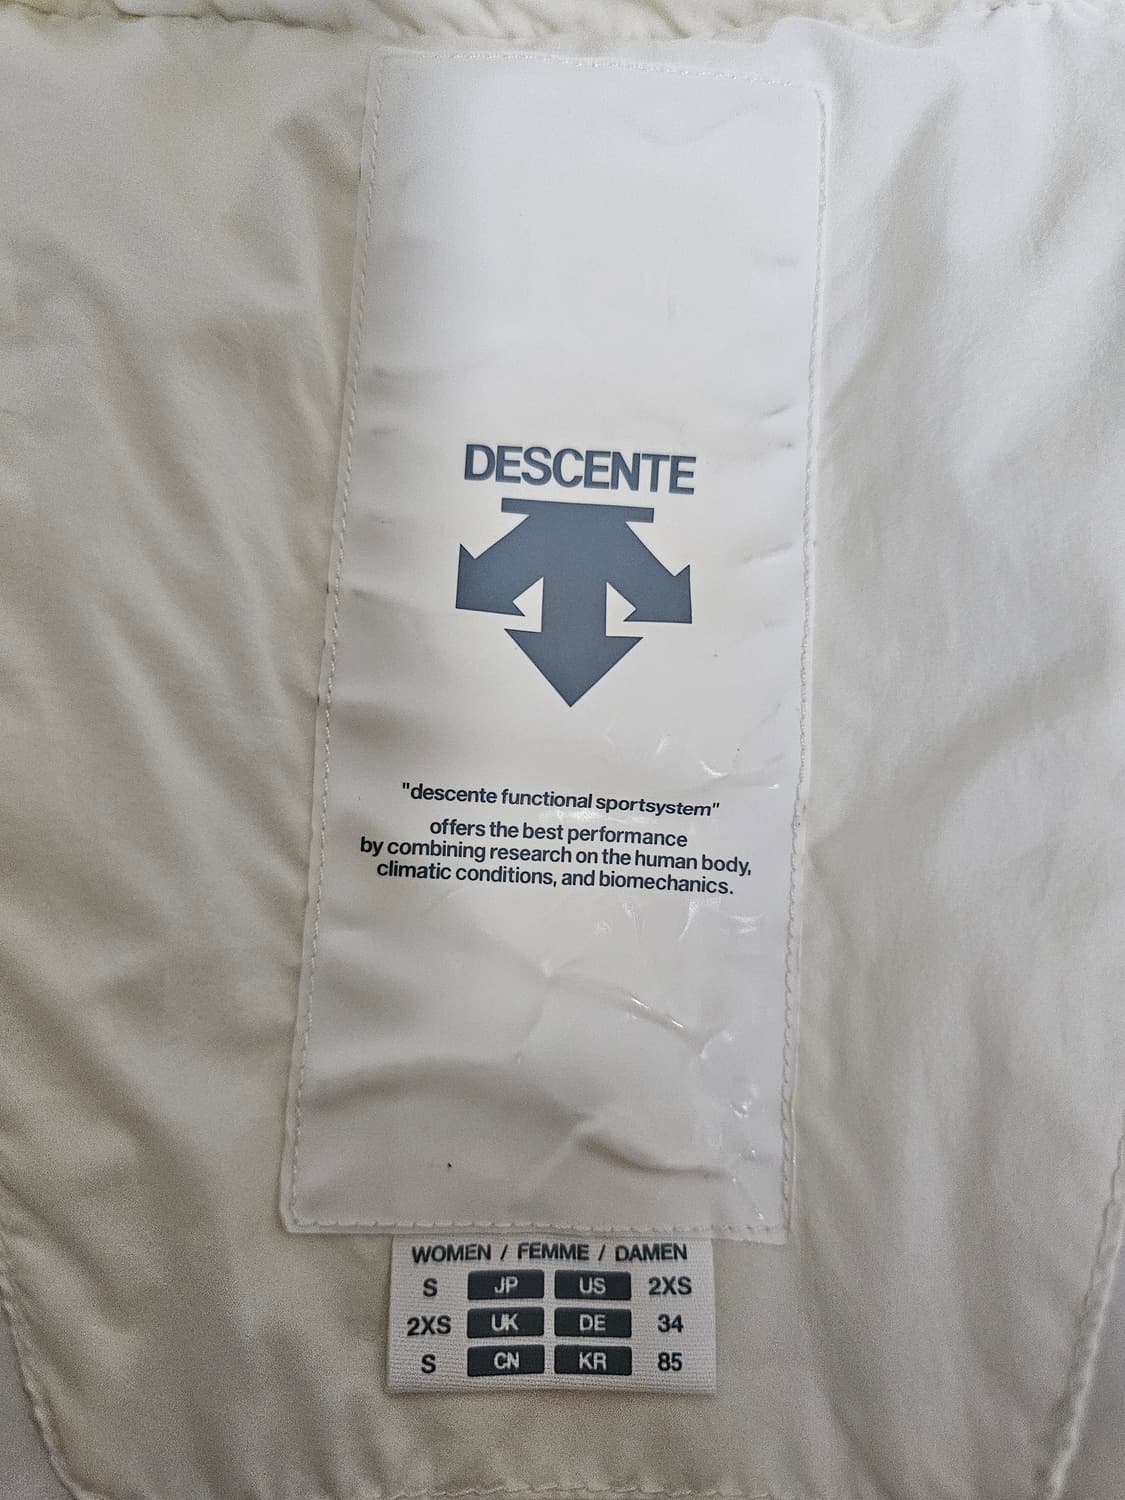 DESCENTE
"descente functional sportsystem"
offers the best performance
by combining research on the human body,
climatic conditions, and biomechanics.
WOMEN / FEMME / DAMEN
S JP US 2XS
2XS UK DE 34
S CN KR 85